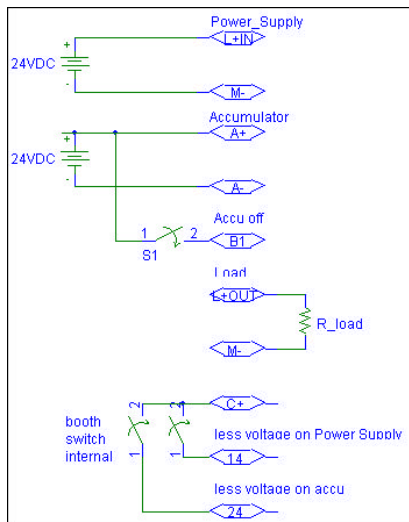 Power_Supply
+
L+IN
24VDC
-
M-
Accumulator
+
A+
24VDC
-
A-
Accu off
1 2
B1
S1
Load
L+OUT
R_load
M-
C+
2 2
booth
switch
internal
less voltage on Power Supply
1 1
14
less voltage on accu
24